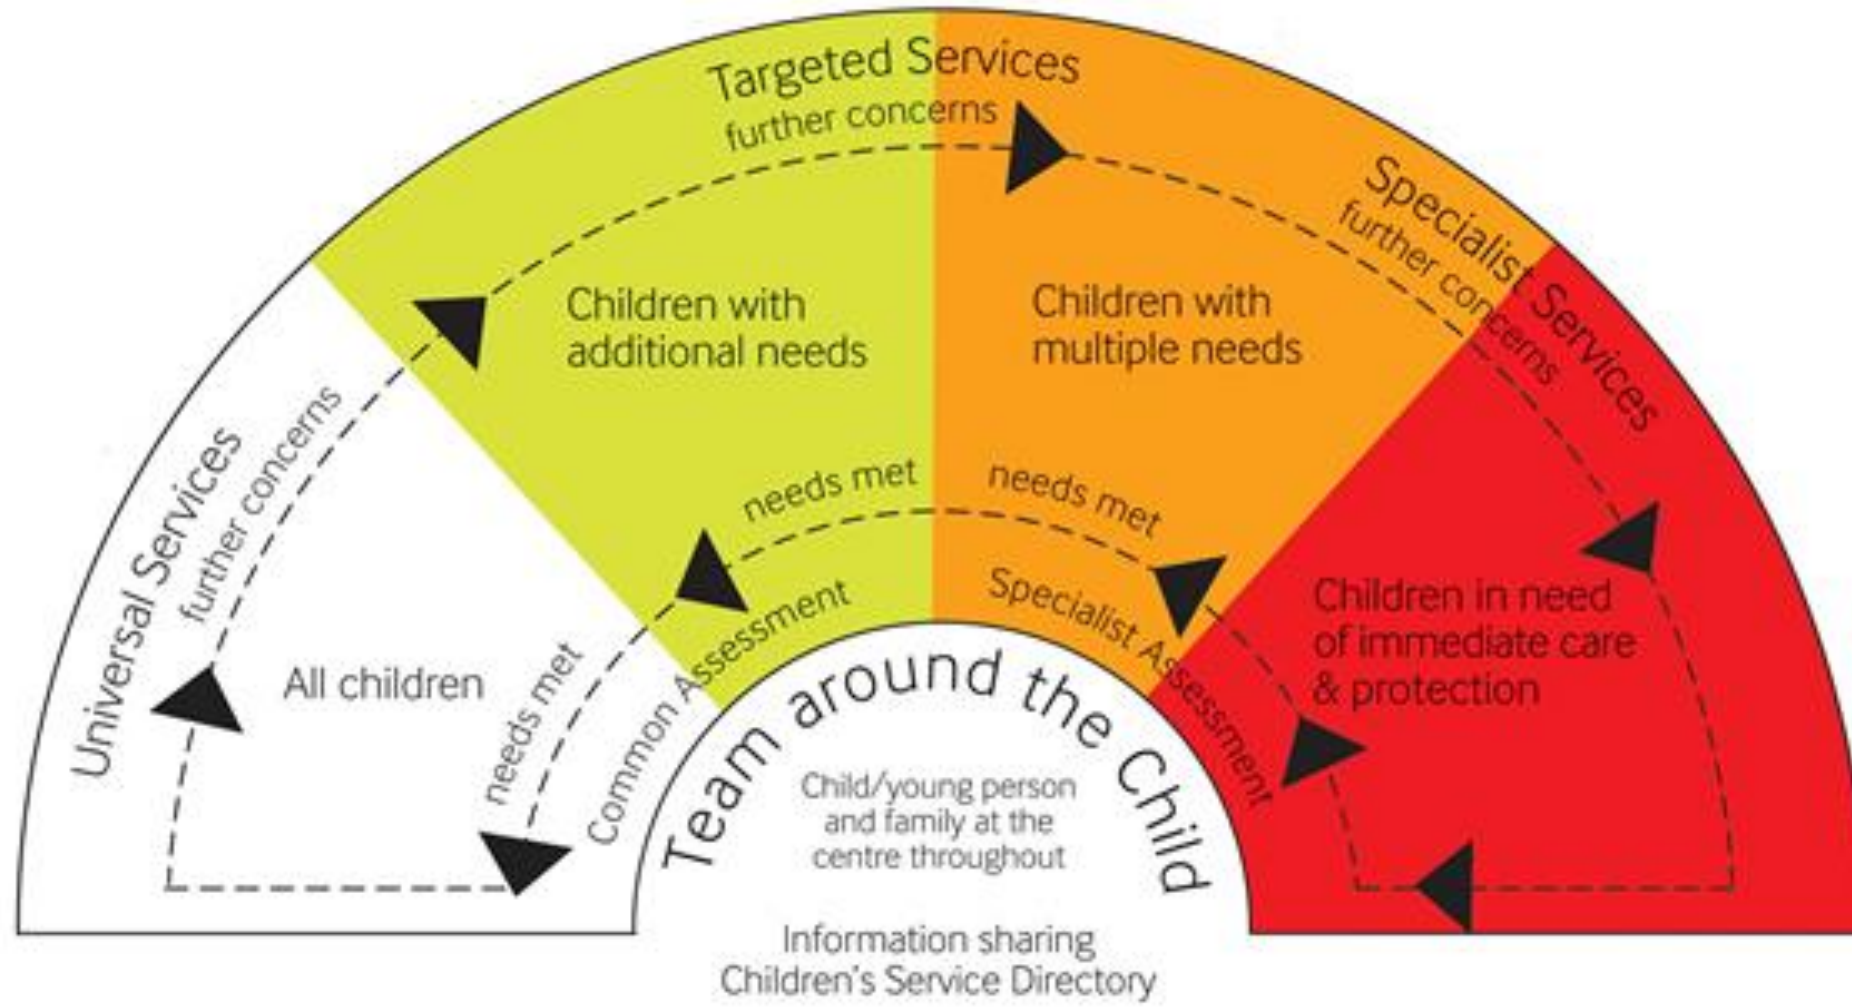 Universal Services
further concerns
All children
needs met
Common Assessment
Targeted Services
further concerns
Children with
additional needs
needs met
Children with
multiple needs
needs met
Specialist Assessment
Specialist Services
further concerns
Children in need
of immediate care
& protection
Team around the Child
Child/young person
and family at the
centre throughout
Information sharing
Children's Service Directory